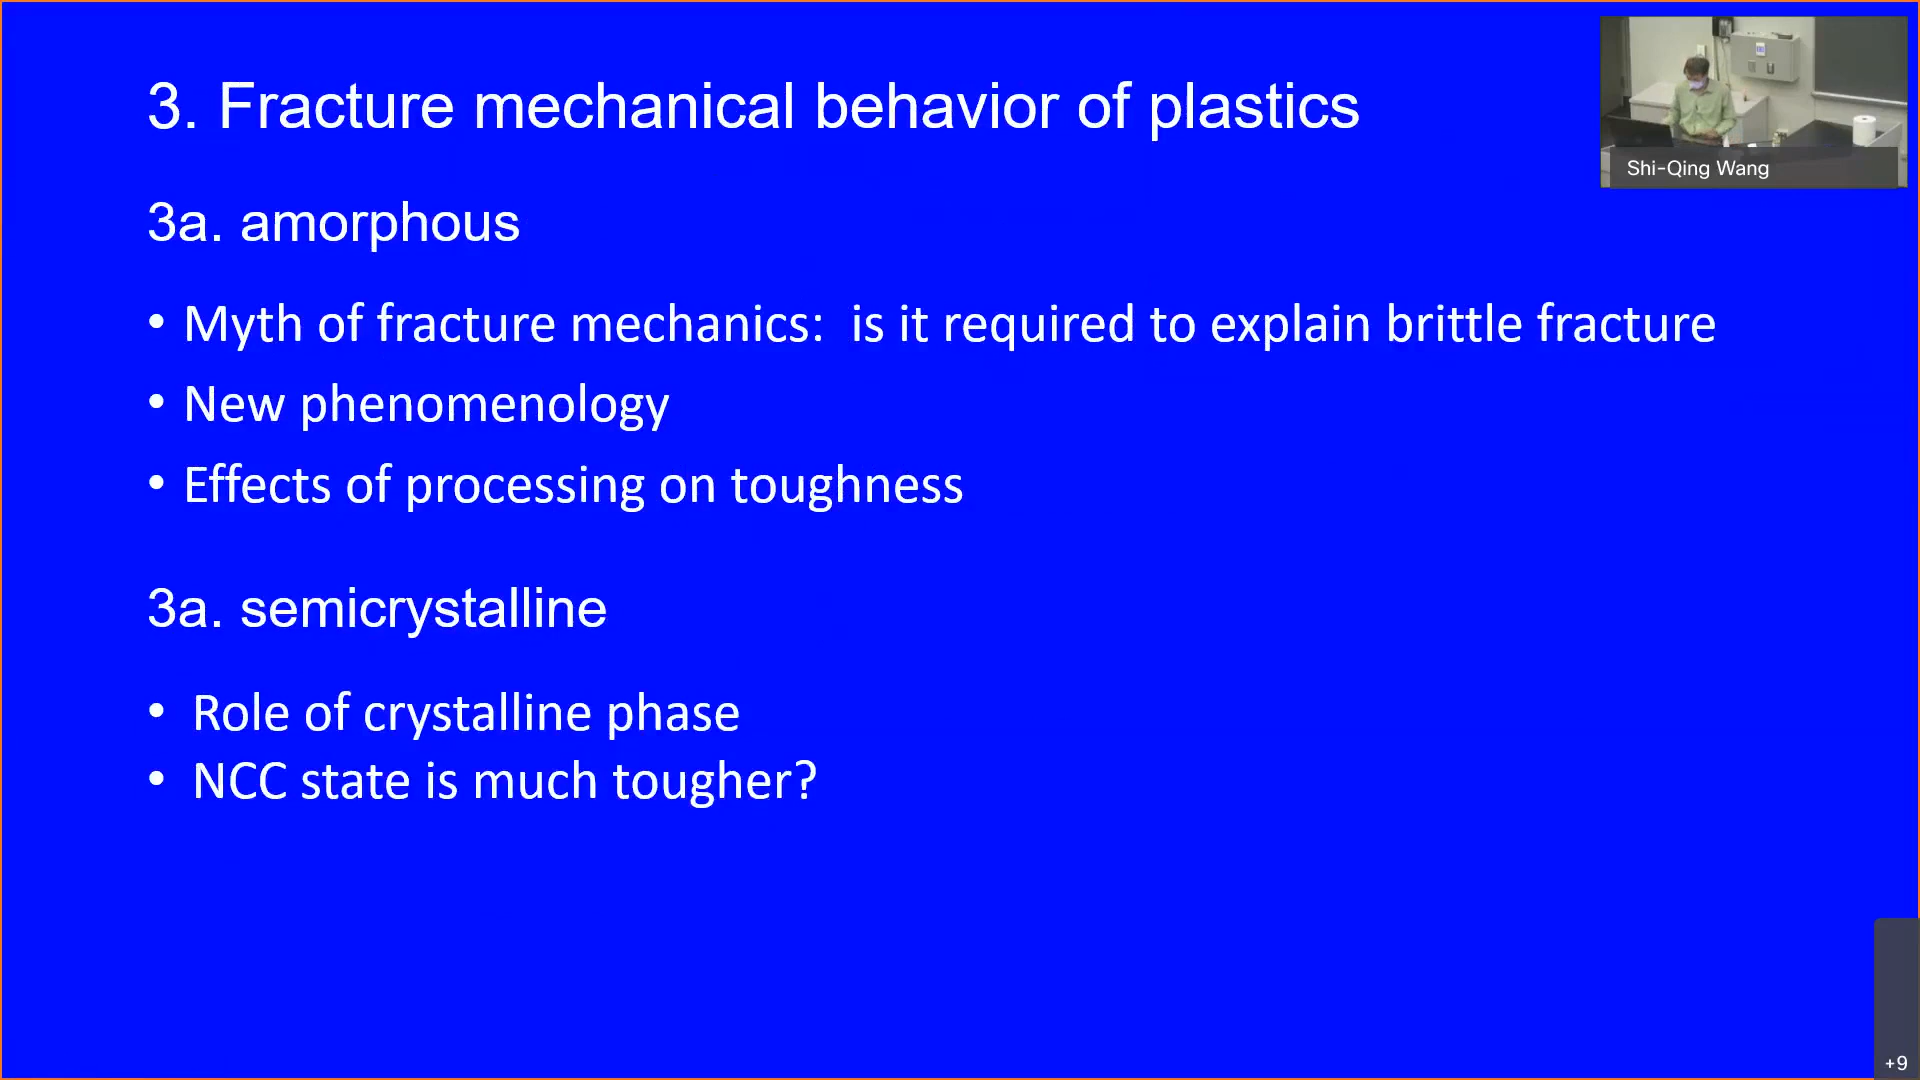 3. Fracture mechanical behavior of plastics
Shi-Qing Wang
3a. amorphous
• Myth of fracture mechanics:  is it required to explain brittle fracture
• New phenomenology
• Effects of processing on toughness
3a. semicrystalline
• Role of crystalline phase
• NCC state is much tougher?
+9